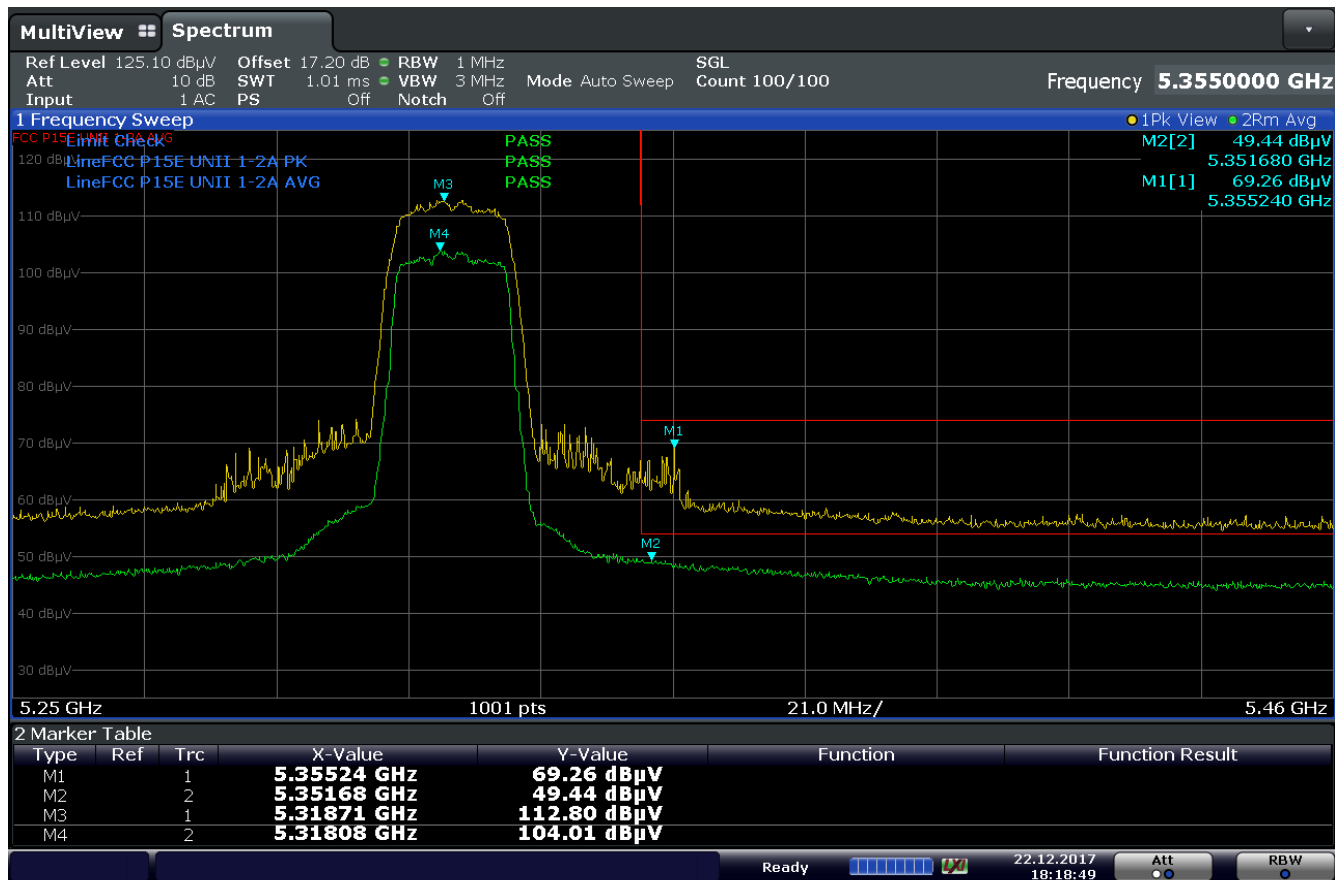 MultiView Spectrum
Ref Level 125.10 dBµV Offset 17.20 dB RBW 1 MHz SGL
Att 10 dB SWT 1.01 ms VBW 3 MHz Mode Auto Sweep Count 100/100 Frequency 5.3550000 GHz
Input 1 AC PS Off Notch Off
1 Frequency Sweep 1Pk View 2Rm Avg
FCC P15E UNII 1-2A AVG
Limit Check PASS M2[2] 49.44 dBµV
120 dBµV LineFCC P15E UNII 1-2A PK PASS 5.351680 GHz
LineFCC P15E UNII 1-2A AVG PASS M1[1] 69.26 dBµV
M3 5.355240 GHz
110 dBµV
M4
100 dBµV
90 dBµV
80 dBµV
M1
70 dBµV
60 dBµV
M2
50 dBµV
40 dBµV
30 dBµV
5.25 GHz 1001 pts 21.0 MHz/ 5.46 GHz
2 Marker Table
Type Ref Trc X-Value Y-Value Function Function Result
M1 1 5.35524 GHz 69.26 dBµV
M2 2 5.35168 GHz 49.44 dBµV
M3 1 5.31871 GHz 112.80 dBµV
M4 2 5.31808 GHz 104.01 dBµV
Ready LXI 22.12.2017 Att RBW
18:18:49